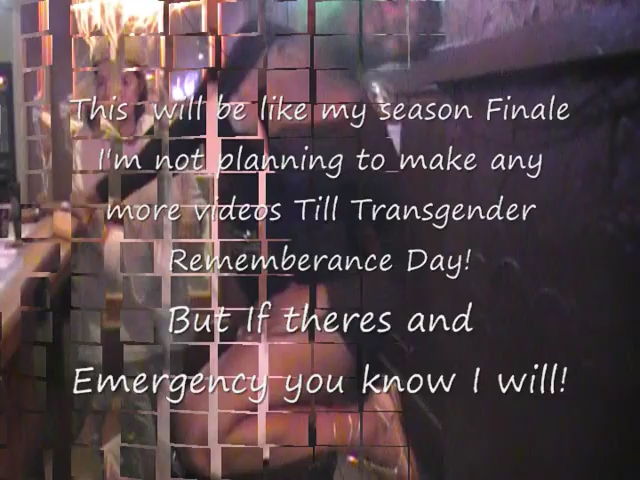 This will be like my season Finale
I'm not planning to make any
more videos Till Transgender
Rememberance Day!
But If theres and
Emergency you know I will!